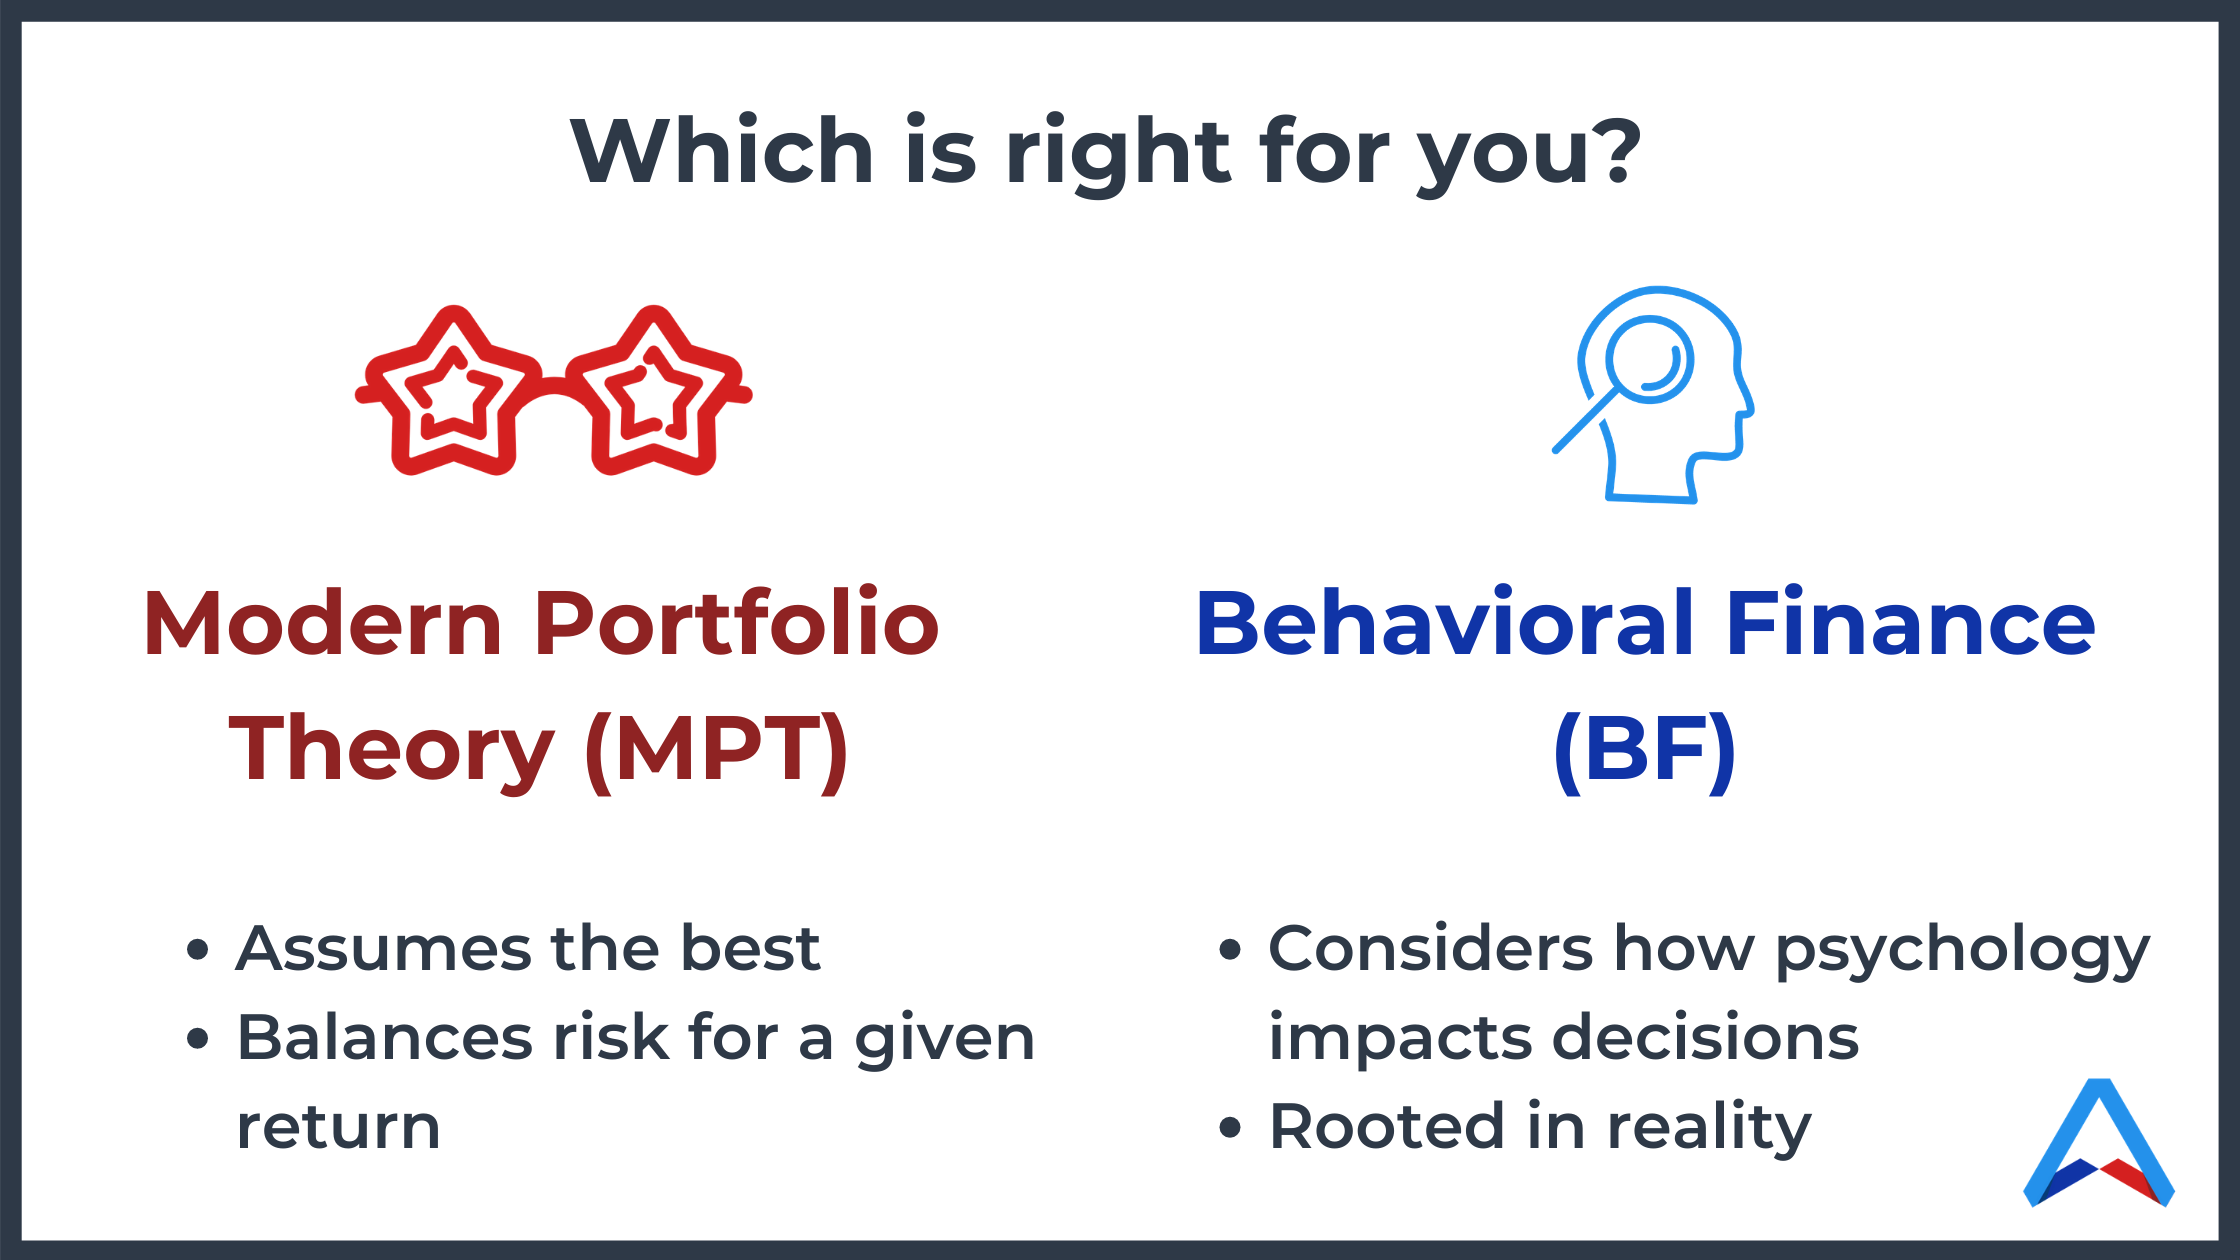 Which is right for you?
Modern Portfolio
Theory (MPT)
• Assumes the best
• Balances risk for a given
return
Behavioral Finance
(BF)
• Considers how psychology
impacts decisions
• Rooted in reality